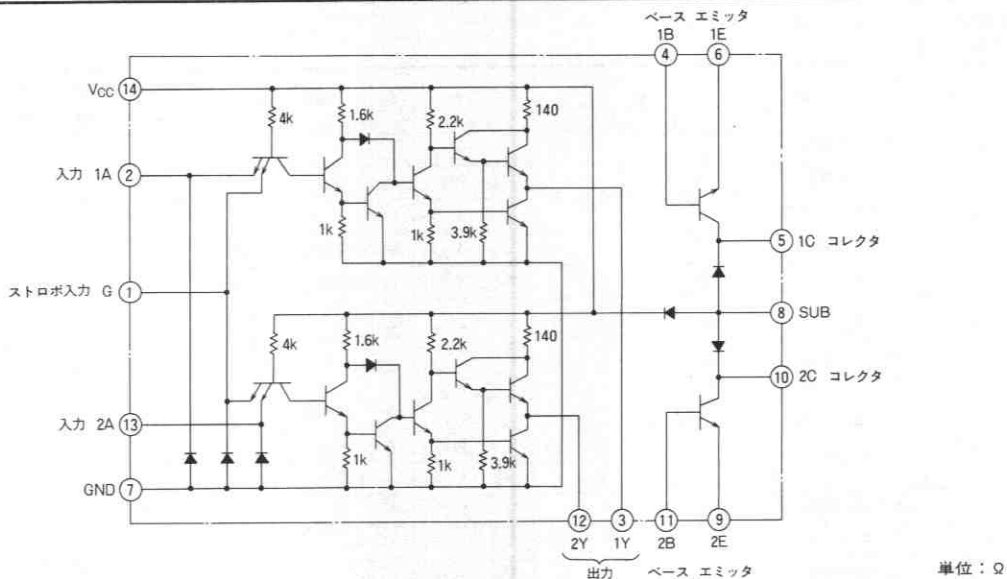 ベース エミッタ
1B 1E
4 6
VCC 14
4k 1.6k 2.2k 140
入力 1A 2
1k 1k 3.9k
5 1C コレクタ
ストロボ入力 G 1
8 SUB
4k 1.6k 2.2k 140
10 2C コレクタ
入力 2A 13
1k 1k 3.9k
GND 7
12 3 11 9
2Y 1Y 2B 2E
出力 ベース エミッタ
単位:Ω